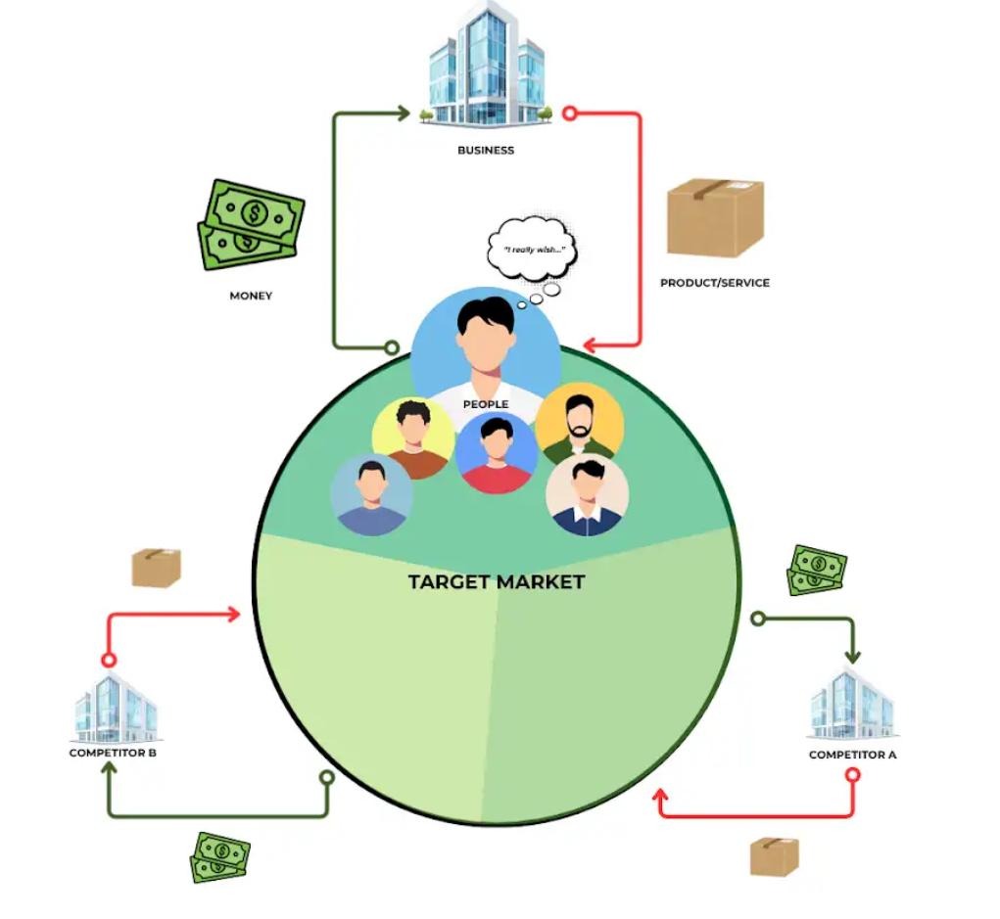 BUSINESS
"I really wish..."
MONEY
PRODUCT/SERVICE
PEOPLE
TARGET MARKET
COMPETITOR B
COMPETITOR A